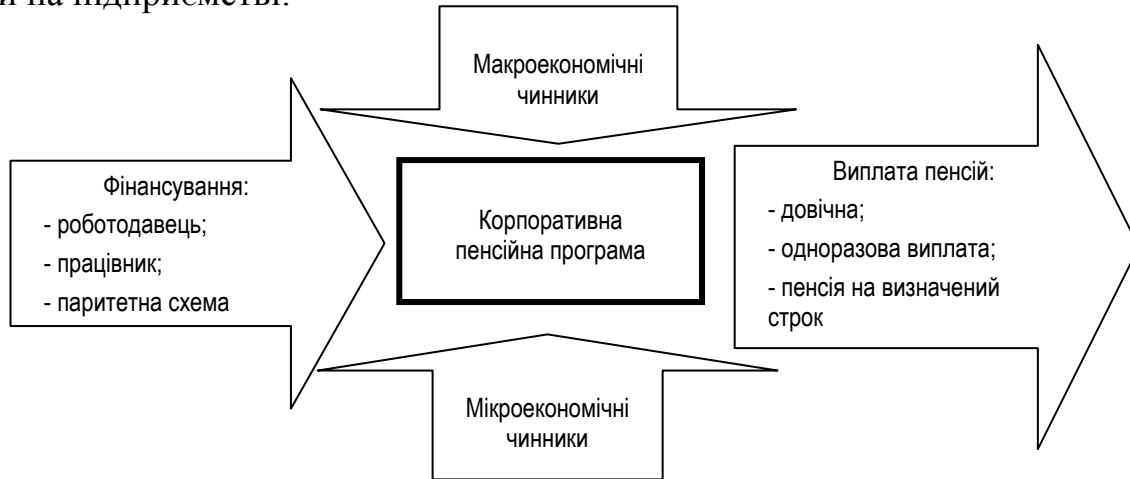 на підприємстві.
Макроекономічні
чинники
Фінансування:
- роботодавець;
- працівник;
- паритетна схема
Корпоративна
пенсійна програма
Виплата пенсій:
- довічна;
- одноразова виплата;
- пенсія на визначений
строк
Мікроекономічні
чинники